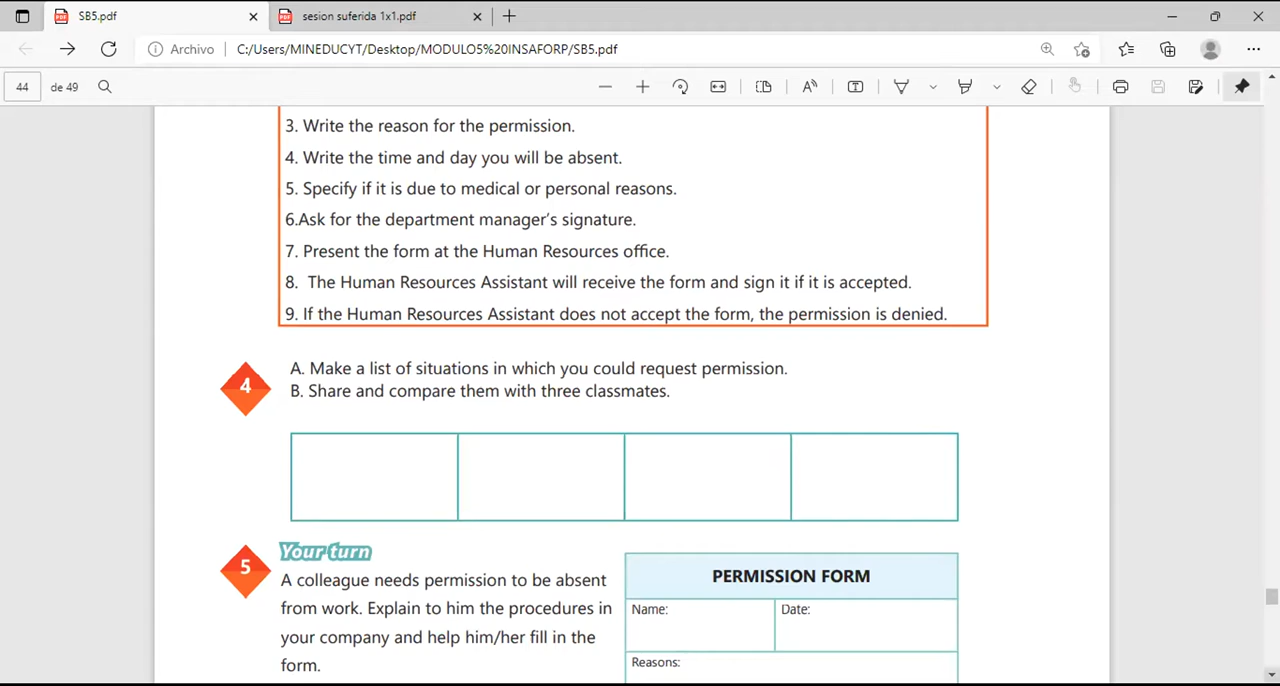 SB5.pdf
sesion suferida 1x1.pdf
Archivo
C:/Users/MINEDUCYT/Desktop/MODULO5%20INSAFORP/SB5.pdf
44 de 49
3. Write the reason for the permission.
4. Write the time and day you will be absent.
5. Specify if it is due to medical or personal reasons.
6.Ask for the department manager's signature.
7. Present the form at the Human Resources office.
8. The Human Resources Assistant will receive the form and sign it if it is accepted.
9. If the Human Resources Assistant does not accept the form, the permission is denied.
4
A. Make a list of situations in which you could request permission.
B. Share and compare them with three classmates.
5
Your turn
A colleague needs permission to be absent
from work. Explain to him the procedures in
your company and help him/her fill in the
form.
PERMISSION FORM
Name: Date:
Reasons: